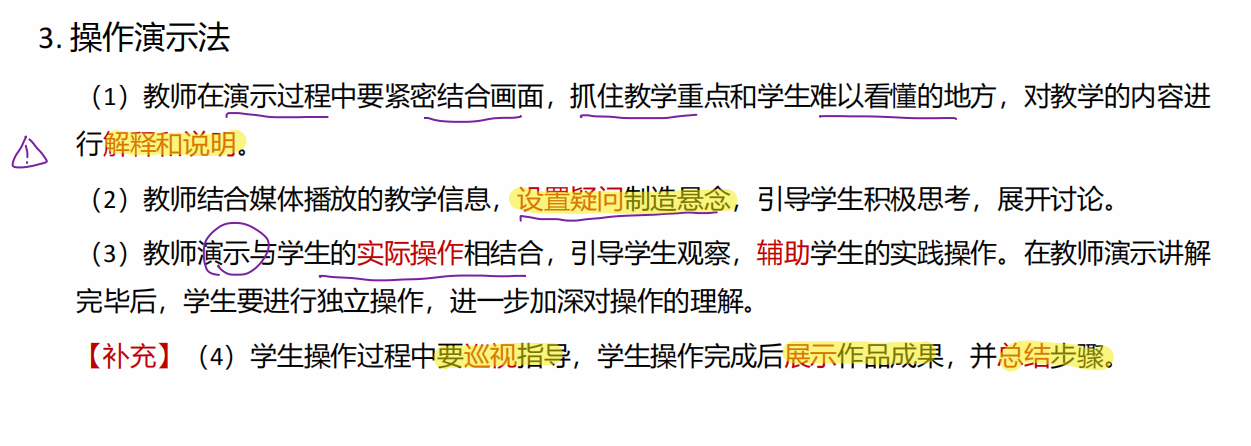 3. 操作演示法
（1）教师在演示过程中要紧密结合画面，抓住教学重点和学生难以看懂的地方，对教学的内容进
行解释和说明。
（2）教师结合媒体播放的教学信息，设置疑问制造悬念，引导学生积极思考，展开讨论。
（3）教师演示与学生的实际操作相结合，引导学生观察，辅助学生的实践操作。在教师演示讲解
完毕后，学生要进行独立操作，进一步加深对操作的理解。
【补充】（4）学生操作过程中要巡视指导，学生操作完成后展示作品成果，并总结步骤。